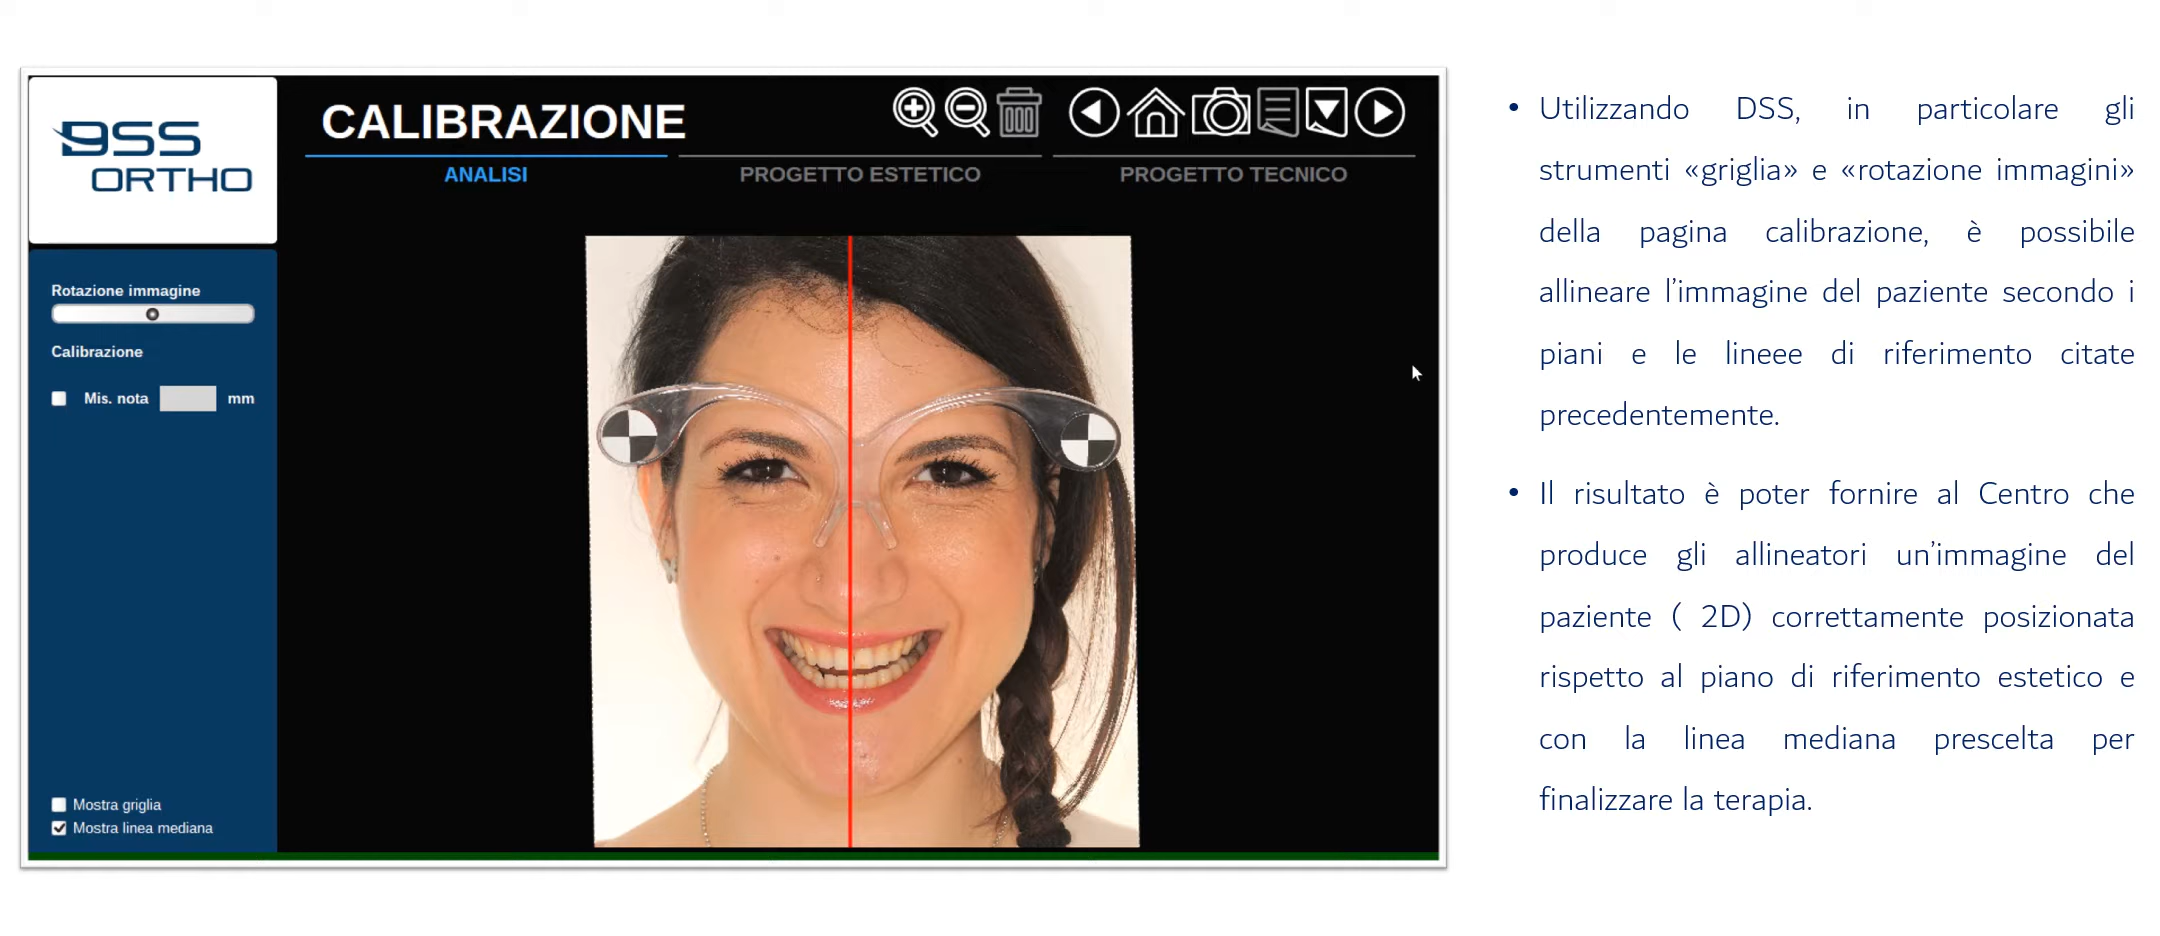 DSS
ORTHO
CALIBRAZIONE
ANALISI
PROGETTO ESTETICO
PROGETTO TECNICO
Rotazione immagine
Calibrazione
Mis. nota mm
Mostra griglia
Mostra linea mediana
• Utilizzando DSS, in particolare gli
strumenti «griglia» e «rotazione immagini»
della pagina calibrazione, è possibile
allineare l’immagine del paziente secondo i
piani e le lineee di riferimento citate
precedentemente.
• Il risultato è poter fornire al Centro che
produce gli allineatori un’immagine del
paziente ( 2D) correttamente posizionata
rispetto al piano di riferimento estetico e
con la linea mediana prescelta per
finalizzare la terapia.